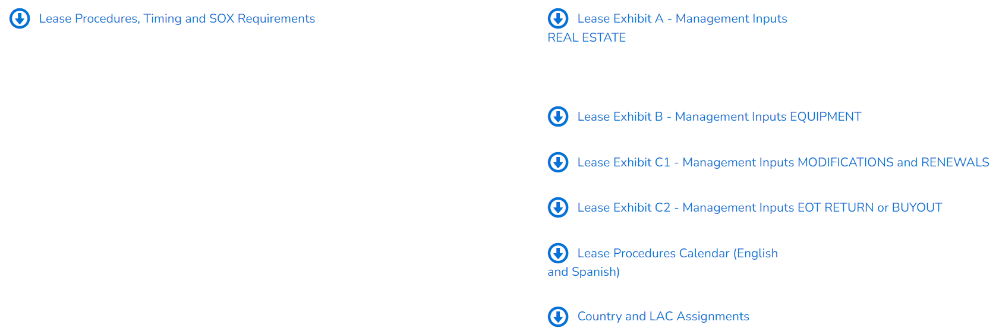 Lease Procedures, Timing and SOX Requirements
Lease Exhibit A - Management Inputs
REAL ESTATE
Lease Exhibit B - Management Inputs EQUIPMENT
Lease Exhibit C1 - Management Inputs MODIFICATIONS and RENEWALS
Lease Exhibit C2 - Management Inputs EOT RETURN or BUYOUT
Lease Procedures Calendar (English
and Spanish)
Country and LAC Assignments